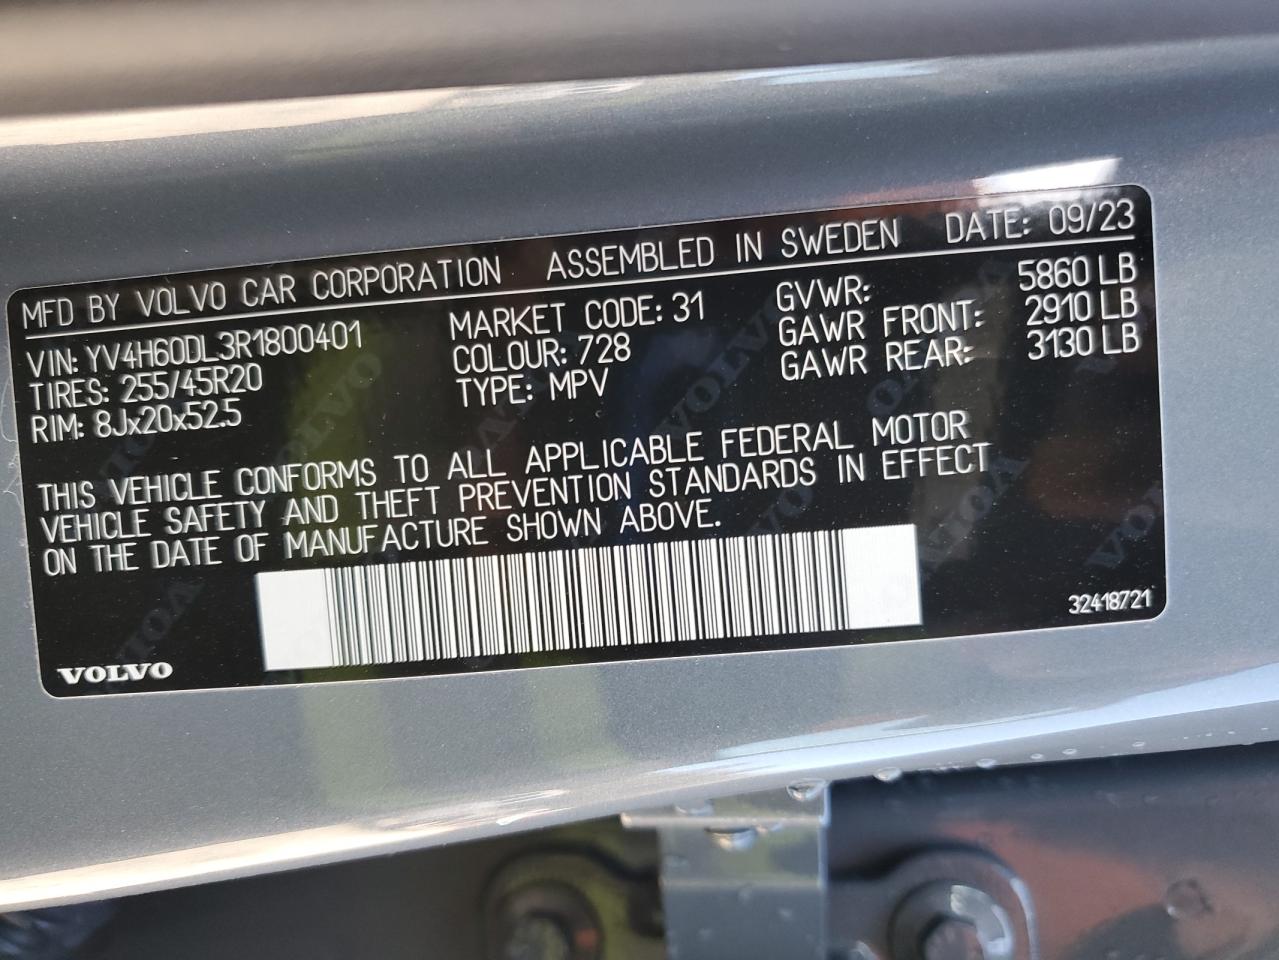 MFD BY VOLVO CAR CORPORATION ASSEMBLED IN SWEDEN DATE: 09/23
VIN: YV4H60DL3R1800401 MARKET CODE: 31 GVWR: 5860 LB
TIRES: 255/45R20 COLOUR: 728 GAWR FRONT: 2910 LB
RIM: 8Jx20x52.5 TYPE: MPV GAWR REAR: 3130 LB
THIS VEHICLE CONFORMS TO ALL APPLICABLE FEDERAL MOTOR
VEHICLE SAFETY AND THEFT PREVENTION STANDARDS IN EFFECT
ON THE DATE OF MANUFACTURE SHOWN ABOVE.
32418721
VOLVO